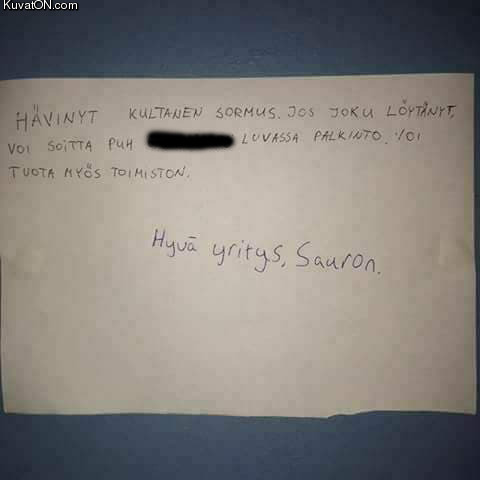 KuvatON.com
HÄVINYT KULTANEN SORMUS. JOS JOKU LÖYTÄNYT,
VOI SOITTA PUH LUVASSA PALKINTO. VOI
TUOTA MYÖS TOIMISTON.
Hyvä yritys, Sauron.